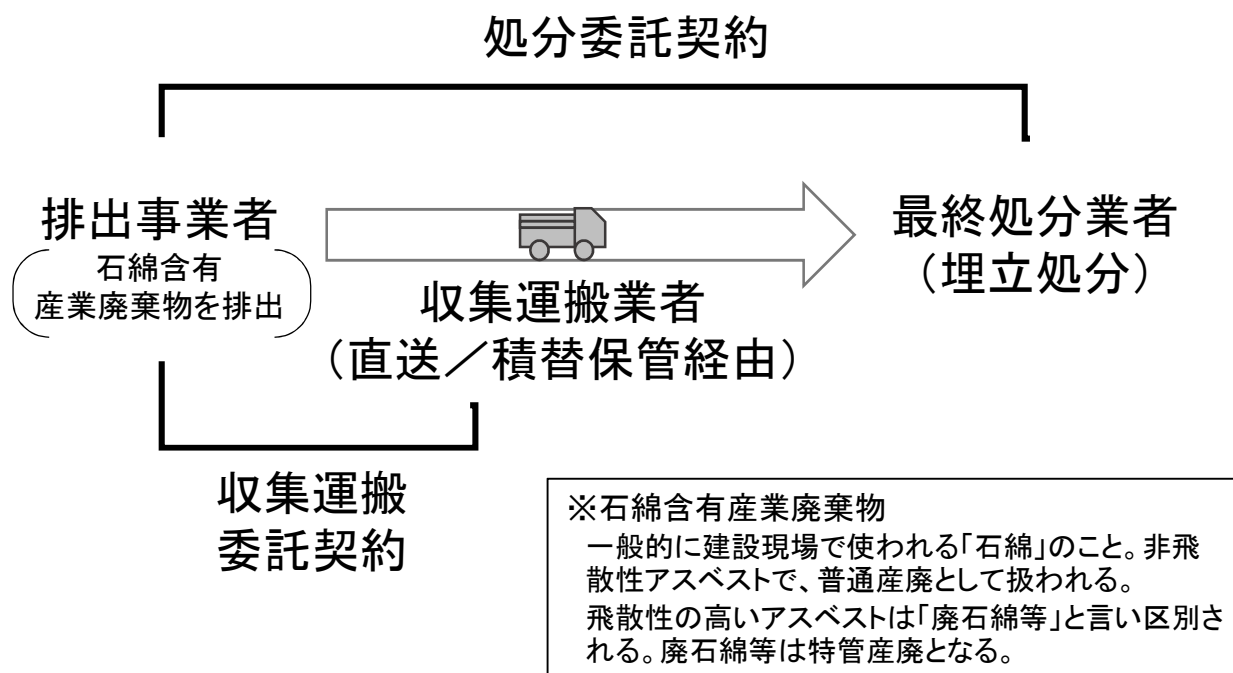 処分委託契約
排出事業者
石綿含有
産業廃棄物を排出
収集運搬業者
（直送／積替保管経由）
最終処分業者
（埋立処分）
収集運搬
委託契約
※石綿含有産業廃棄物
一般的に建設現場で使われる「石綿」のこと。非飛
散性アスベストで、普通産廃として扱われる。
飛散性の高いアスベストは「廃石綿等」と言い区別さ
れる。廃石綿等は特管産廃となる。